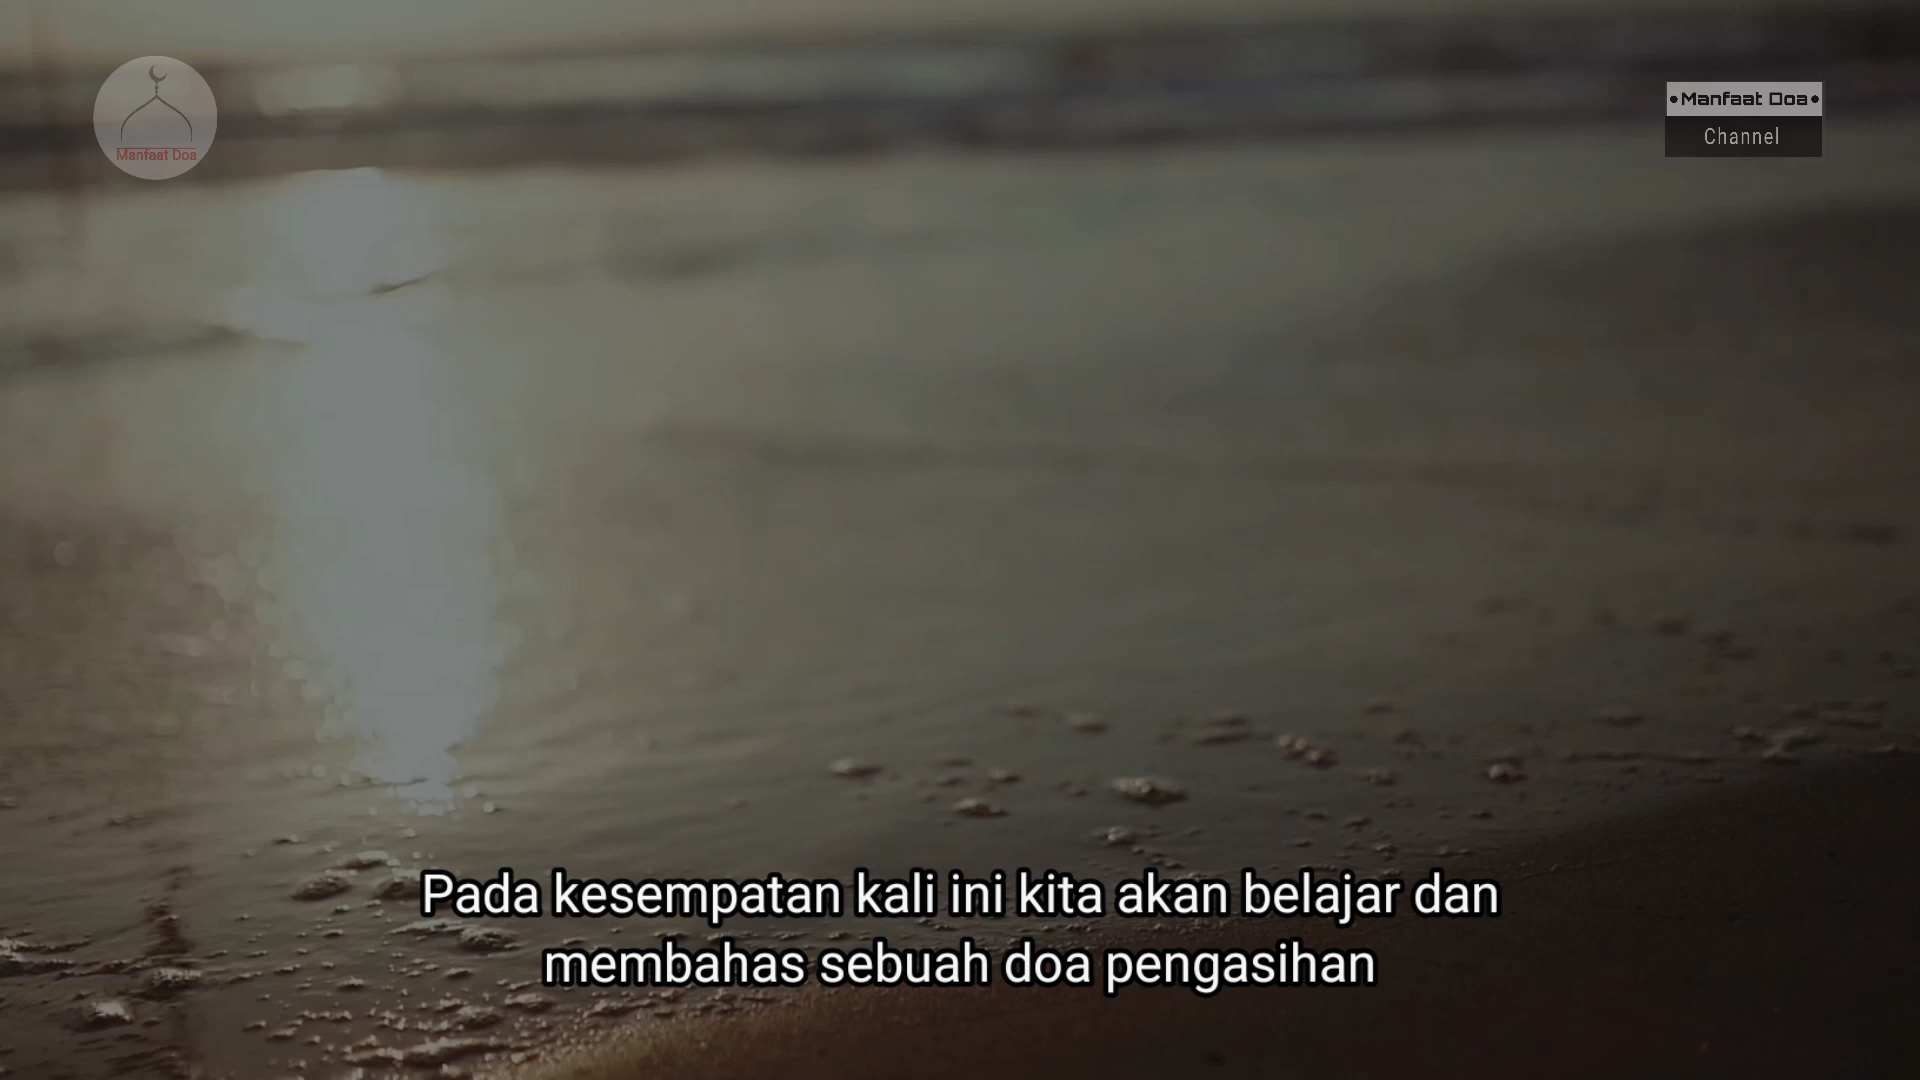 Manfaat Doa
•Manfaat Doa•
Channel
Pada kesempatan kali ini kita akan belajar dan
membahas sebuah doa pengasihan